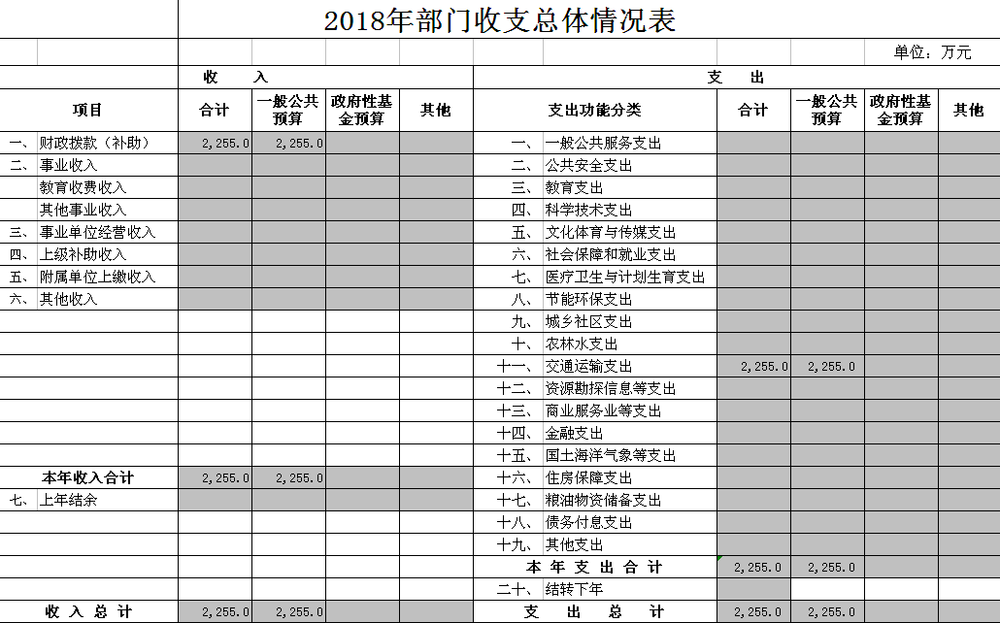 2018年部门收支总体情况表
单位：万元
收 入 支 出
项目 合计 一般公共预算 政府性基金预算 其他 支出功能分类 合计 一般公共预算 政府性基金预算 其他
一、 财政拨款（补助） 2,255.0 2,255.0 一、 一般公共服务支出
二、 事业收入 二、 公共安全支出
教育收费收入 三、 教育支出
其他事业收入 四、 科学技术支出
三、 事业单位经营收入 五、 文化体育与传媒支出
四、 上级补助收入 六、 社会保障和就业支出
五、 附属单位上缴收入 七、 医疗卫生与计划生育支出
六、 其他收入 八、 节能环保支出
九、 城乡社区支出
十、 农林水支出
十一、 交通运输支出 2,255.0 2,255.0
十二、 资源勘探信息等支出
十三、 商业服务业等支出
十四、 金融支出
十五、 国土海洋气象等支出
本年收入合计 2,255.0 2,255.0 十六、 住房保障支出
七、 上年结余 十七、 粮油物资储备支出
十八、 债务付息支出
十九、 其他支出
本 年 支 出 合 计 2,255.0 2,255.0
二十、 结转下年
收 入 总 计 2,255.0 2,255.0 支 出 总 计 2,255.0 2,255.0